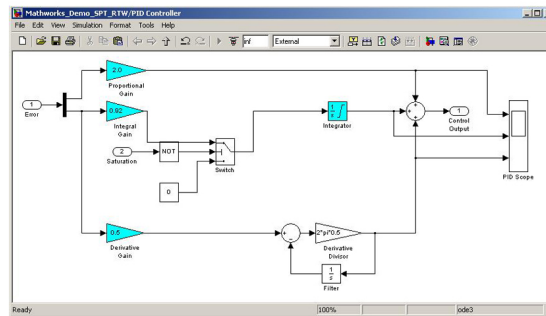 Mathworks_Demo_SPT_RTW/PID Controller
File Edit View Simulation Format Tools Help
inf External
2.0
Proportional
Gain
1
Error
0.82
Integral
Gain
2
Saturation
NOT
Switch
0
1
s
Integrator
1
Control
Output
PID Scope
0.5
Derivative
Gain
2*pi*0.5
Derivative
Divisor
1
s
Filter
Ready 100% ode3